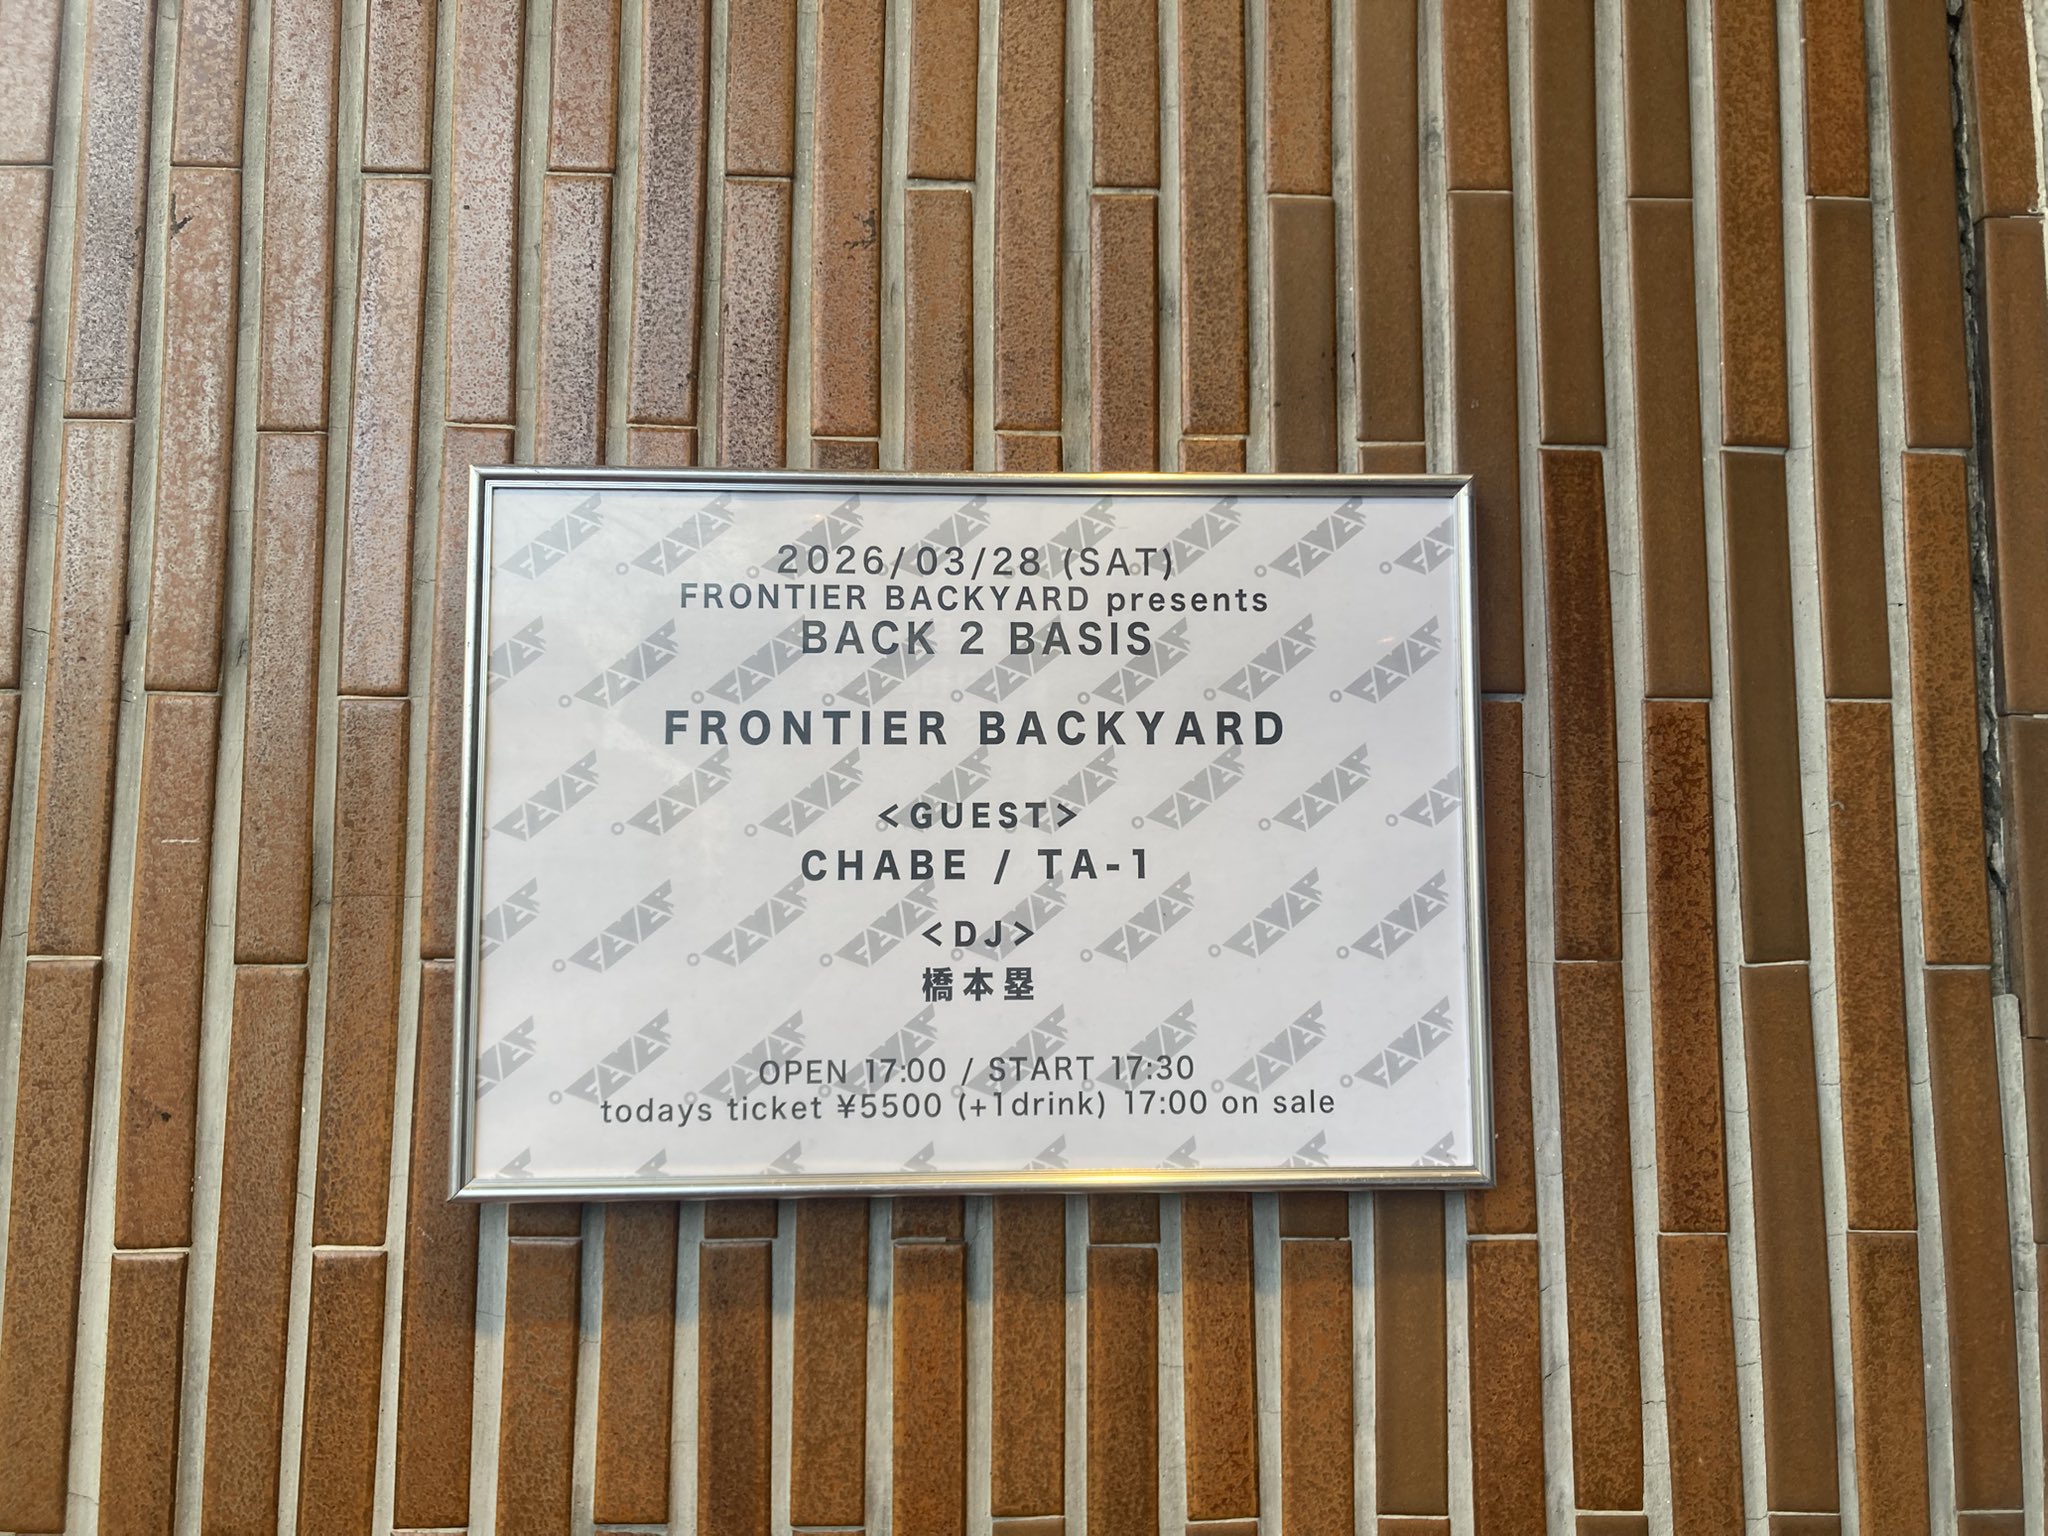 2026/03/28 (SAT)
FRONTIER BACKYARD presents
BACK 2 BASIS
FRONTIER BACKYARD
<GUEST>
CHABE / TA-1
<DJ>
橋本塁
OPEN 17:00 / START 17:30
todays ticket ¥5500 (+1drink) 17:00 on sale
FEVER